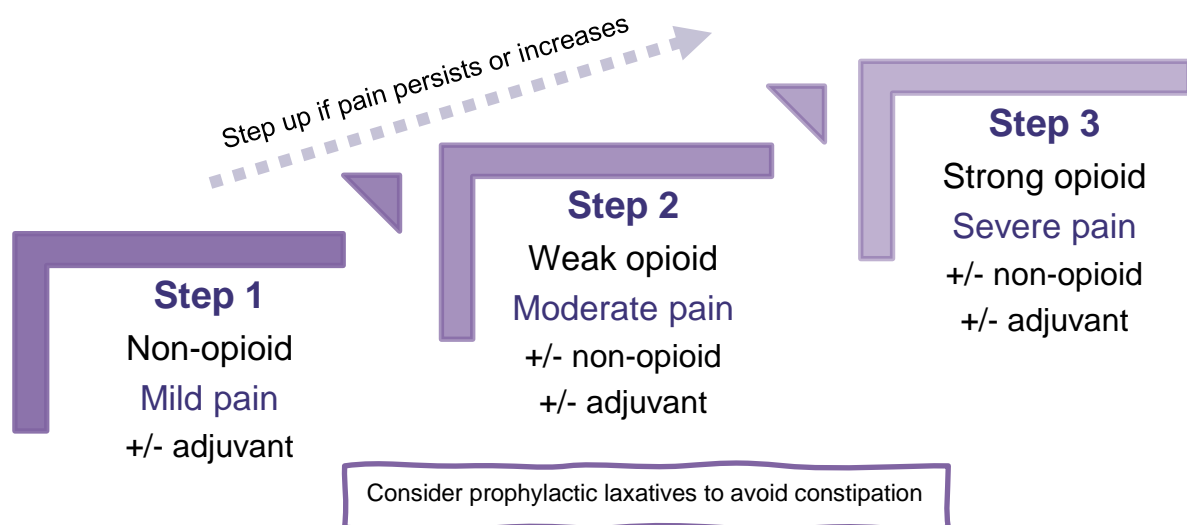 Step up if pain persists or increases
Step 1
Non-opioid
Mild pain
+/- adjuvant
Step 2
Weak opioid
Moderate pain
+/- non-opioid
+/- adjuvant
Step 3
Strong opioid
Severe pain
+/- non-opioid
+/- adjuvant
Consider prophylactic laxatives to avoid constipation